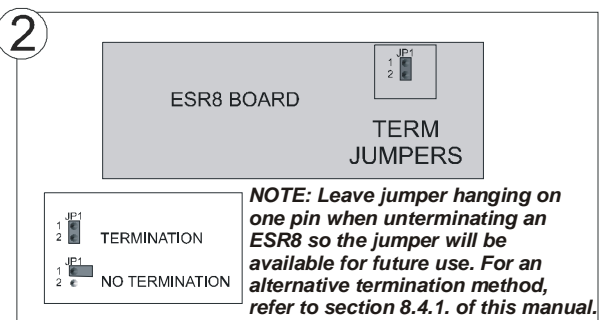 2
JP1
1
2
ESR8 BOARD
TERM
JUMPERS
JP1
1
2 TERMINATION
JP1
1
2 NO TERMINATION
NOTE: Leave jumper hanging on
one pin when unterminating an
ESR8 so the jumper will be
available for future use. For an
alternative termination method,
refer to section 8.4.1. of this manual.